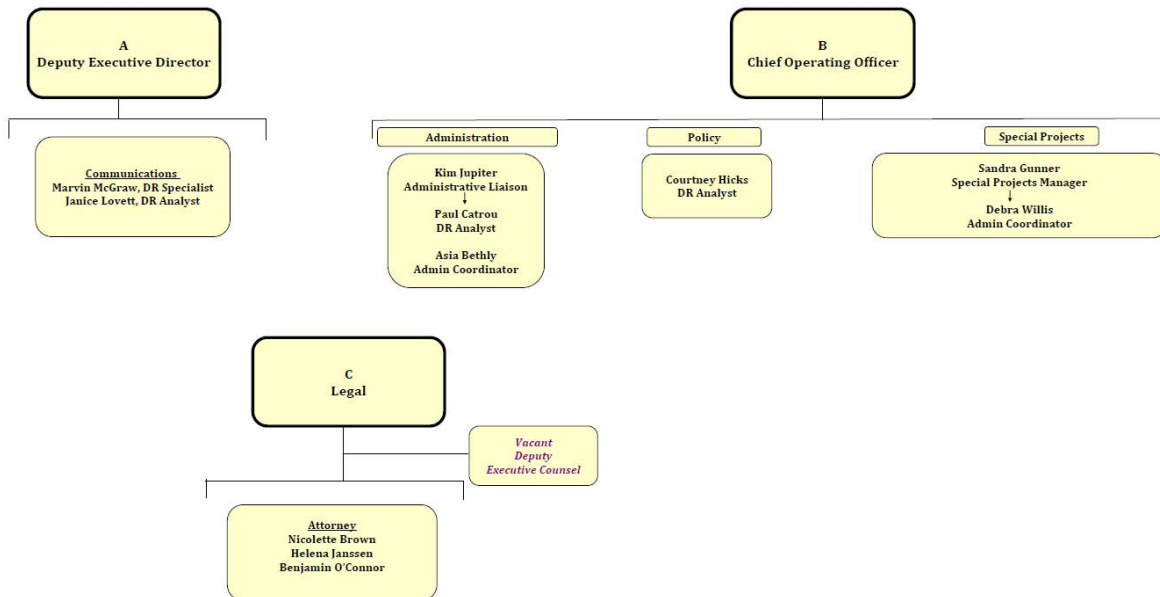 A
Deputy Executive Director
Communications
Marvin McGraw, DR Specialist
Janice Lovett, DR Analyst
B
Chief Operating Officer
Administration
Kim Jupiter
Administrative Liaison
Paul Catrou
DR Analyst
Asia Bethly
Admin Coordinator
Policy
Courtney Hicks
DR Analyst
Special Projects
Sandra Gunner
Special Projects Manager
Debra Willis
Admin Coordinator
C
Legal
Vacant
Deputy
Executive Counsel
Attorney
Nicolette Brown
Helena Janssen
Benjamin O'Connor